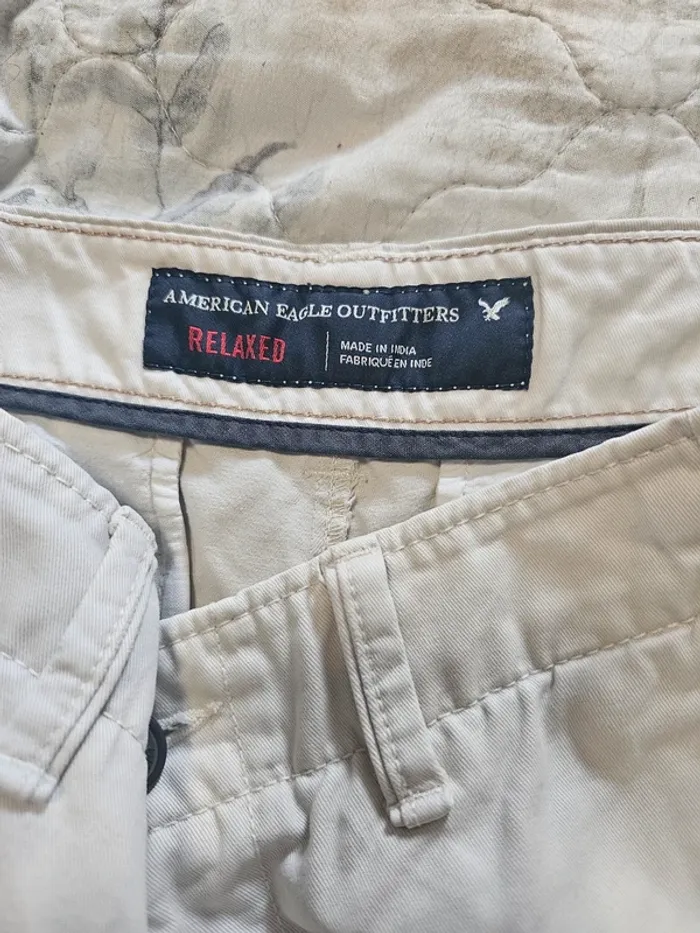 AMERICAN EAGLE OUTFITTERS
RELAXED
MADE IN INDIA
FABRIQUÉ EN INDE